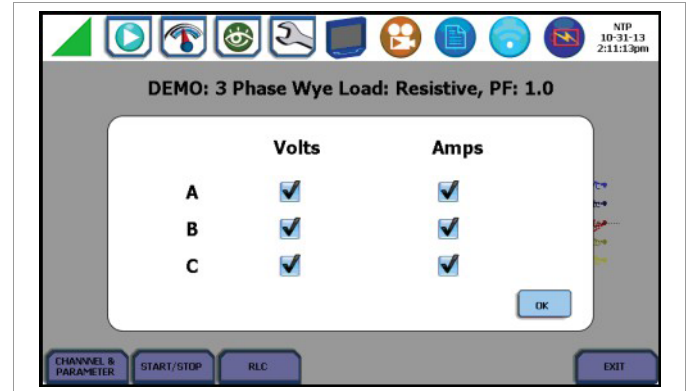 NTP
10-31-13
2:11:13pm
DEMO: 3 Phase Wye Load: Resistive, PF: 1.0
Volts Amps
A
B
C
OK
CHANNNEL &
PARAMETER
START/STOP
RLC
EXIT